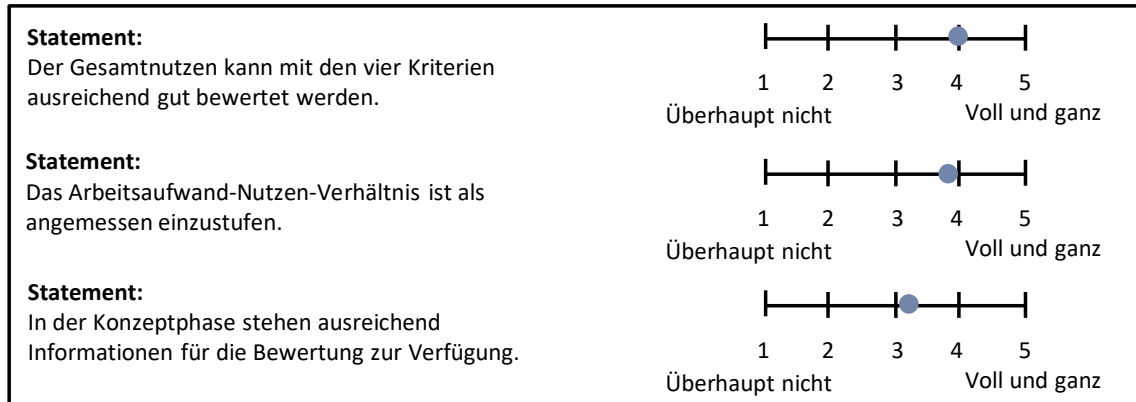 Statement:
Der Gesamtnutzen kann mit den vier Kriterien
ausreichend gut bewertet werden.
1 2 3 4 5
Überhaupt nicht Voll und ganz
Statement:
Das Arbeitsaufwand-Nutzen-Verhältnis ist als
angemessen einzustufen.
1 2 3 4 5
Überhaupt nicht Voll und ganz
Statement:
In der Konzeptphase stehen ausreichend
Informationen für die Bewertung zur Verfügung.
1 2 3 4 5
Überhaupt nicht Voll und ganz